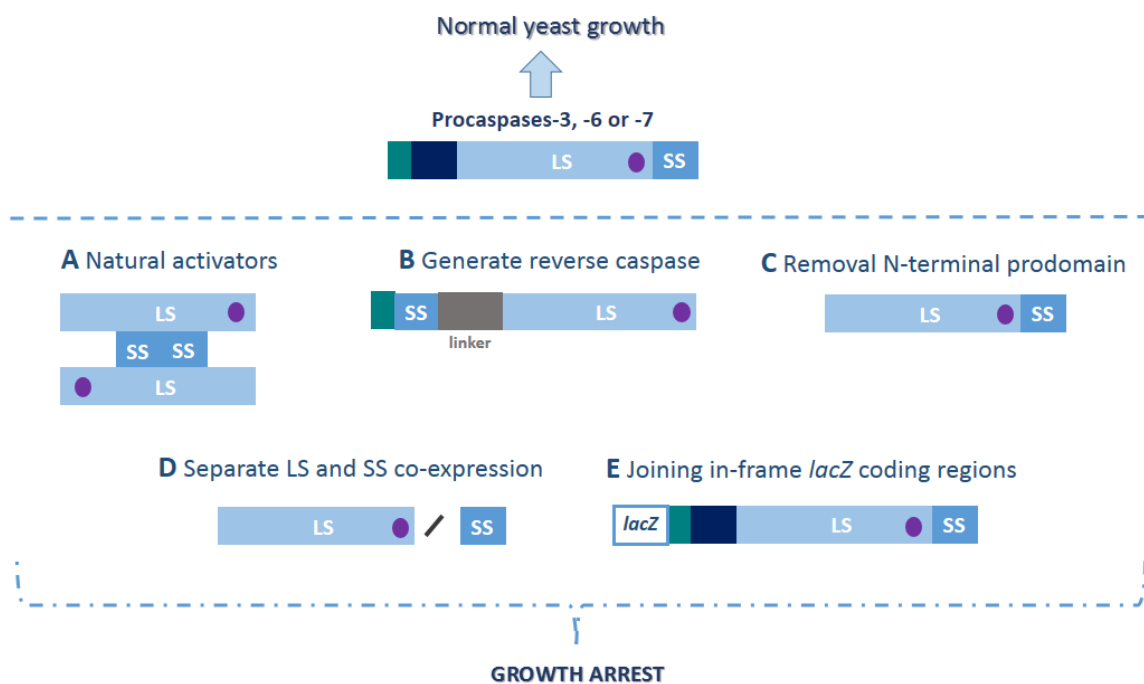 Normal yeast growth
Procaspases-3, -6 or -7
LS SS
A Natural activators
LS
SS SS
LS
B Generate reverse caspase
SS LS
linker
C Removal N-terminal prodomain
LS SS
D Separate LS and SS co-expression
LS / SS
E Joining in-frame lacZ coding regions
lacZ LS SS
GROWTH ARREST